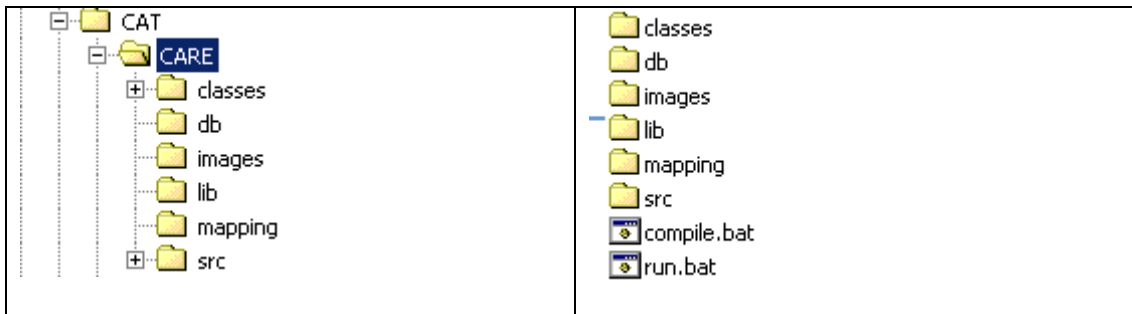 CAT
CARE
classes
db
images
lib
mapping
src
classes
db
images
lib
mapping
src
compile.bat
run.bat